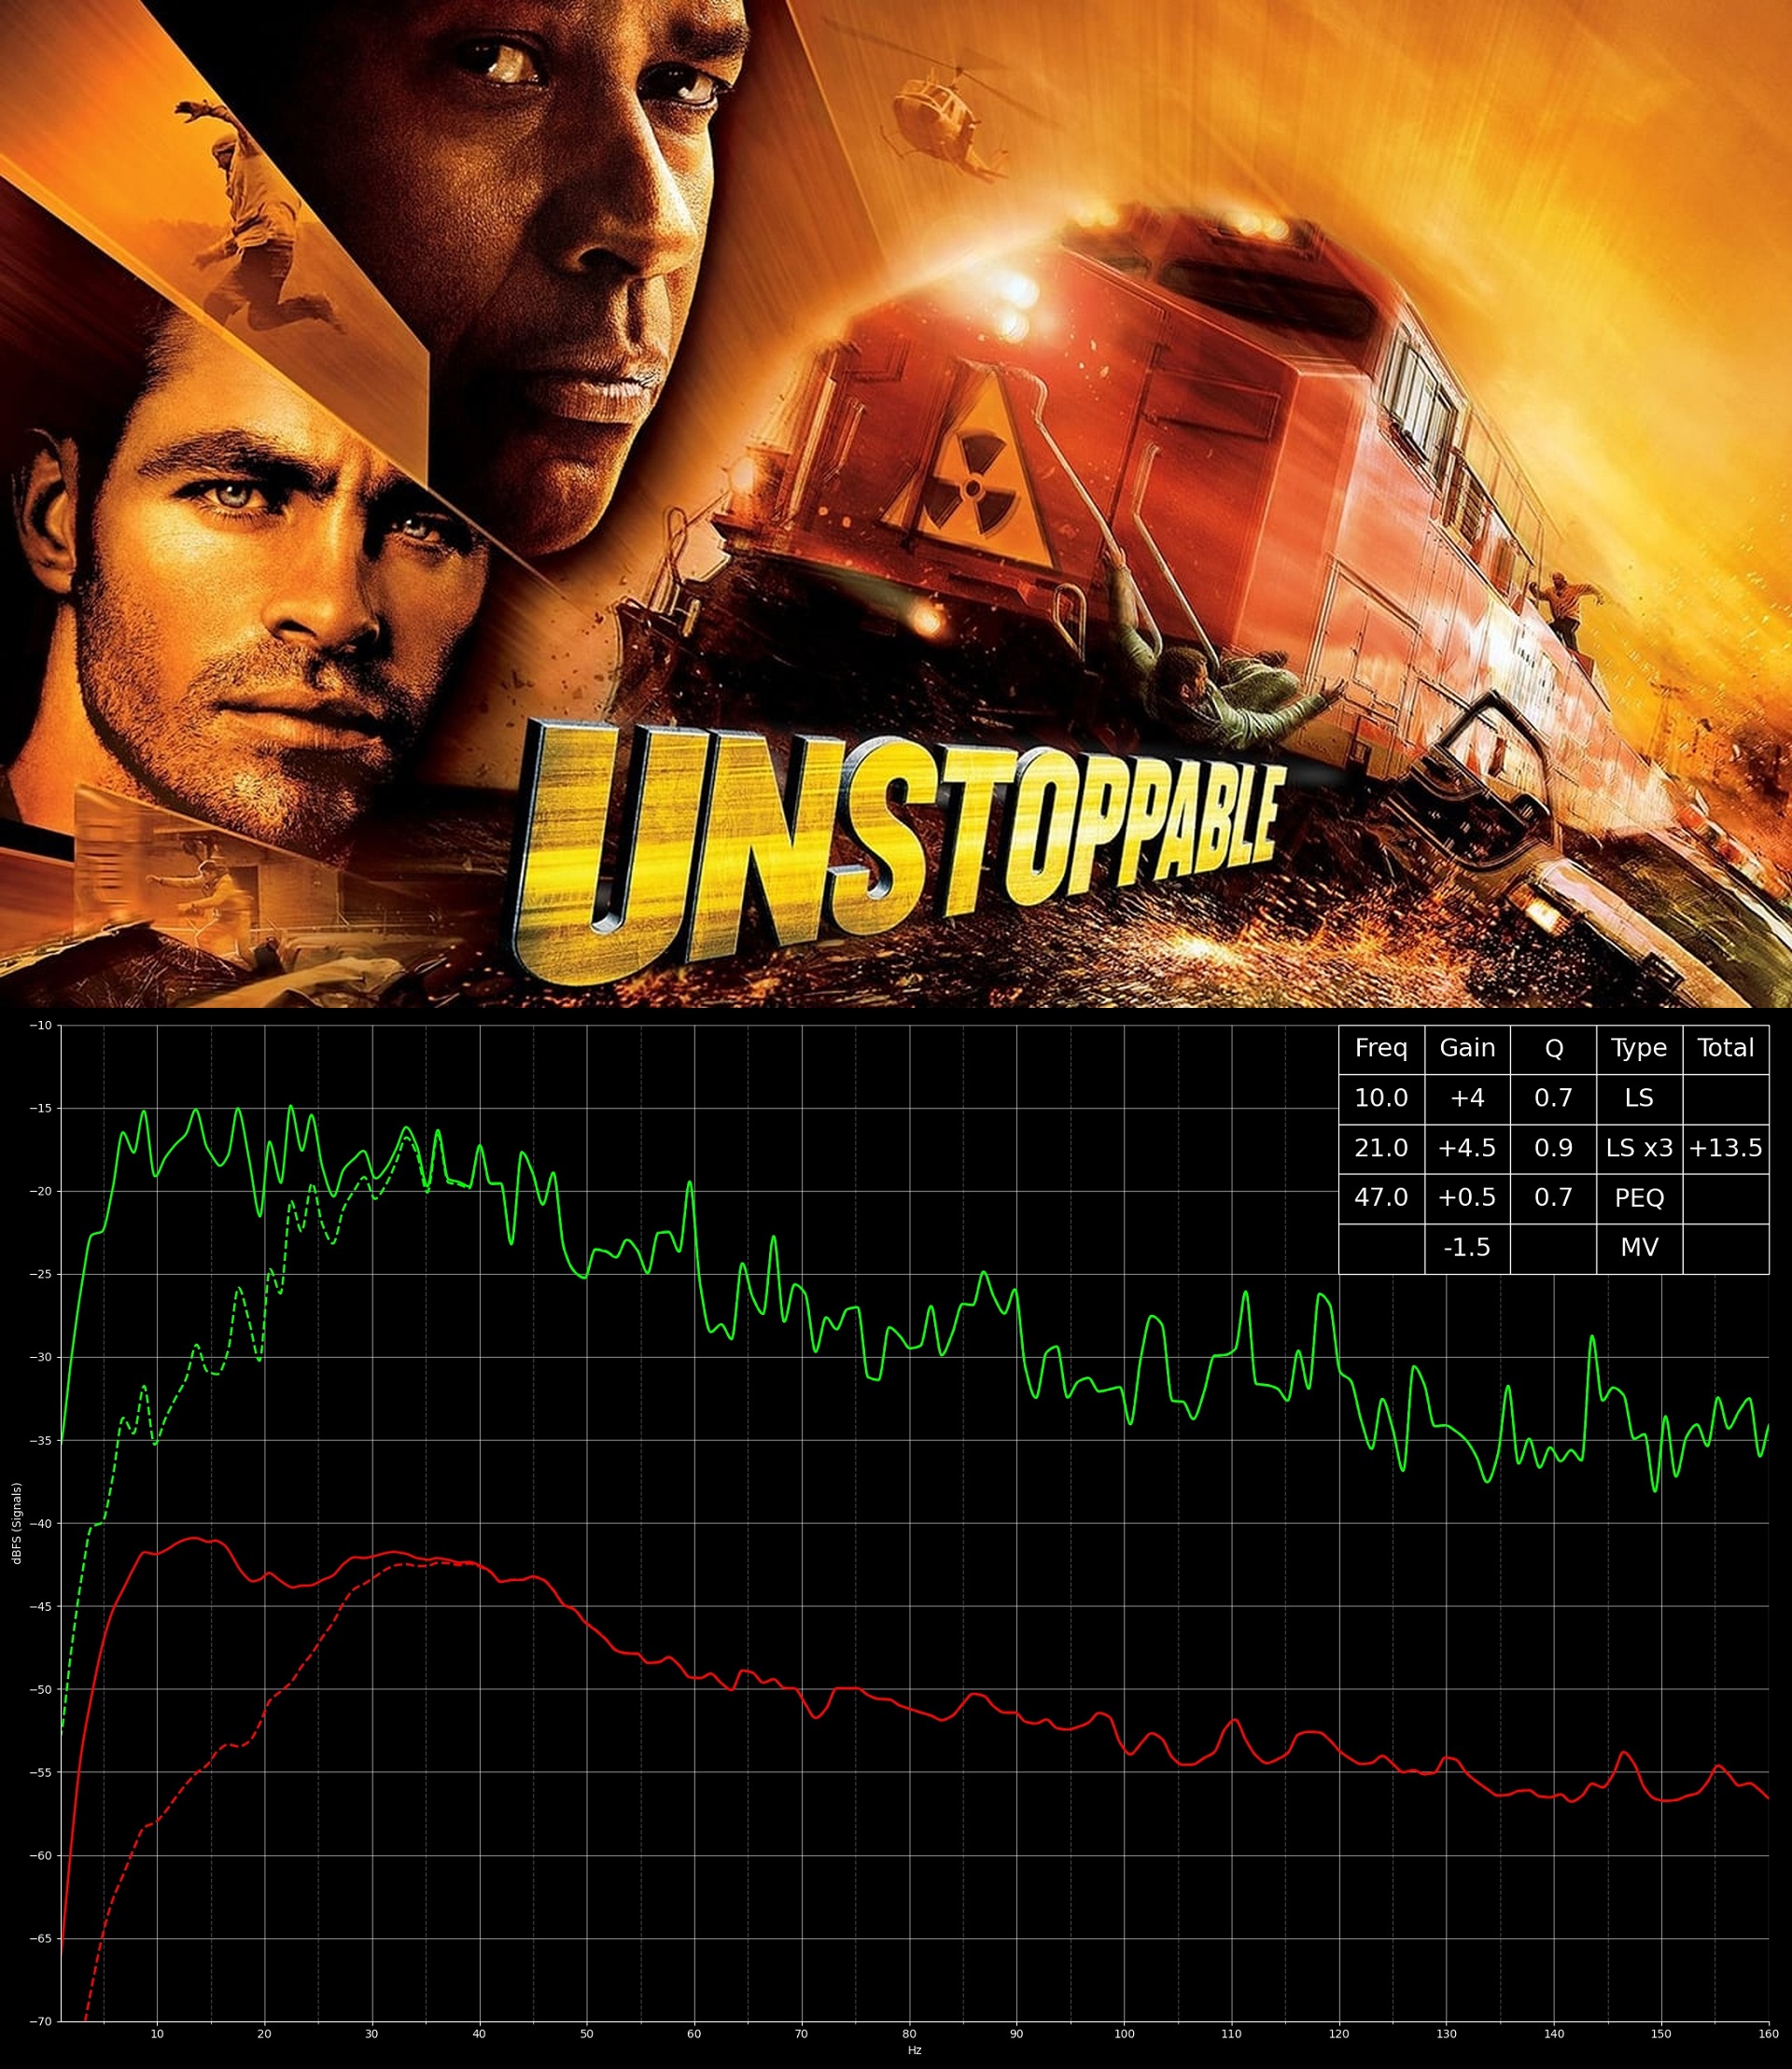 UNSTOPPABLE
Freq Gain Q Type Total
10.0 +4 0.7 LS
21.0 +4.5 0.9 LS x3 +13.5
47.0 +0.5 0.7 PEQ
-1.5 MV
−10
−15
−20
−25
−30
−35
−40
−45
−50
−55
−60
−65
−70
dBFS (Signals)
10 20 30 40 50 60 70 80 90 100 110 120 130 140 150 160
Hz